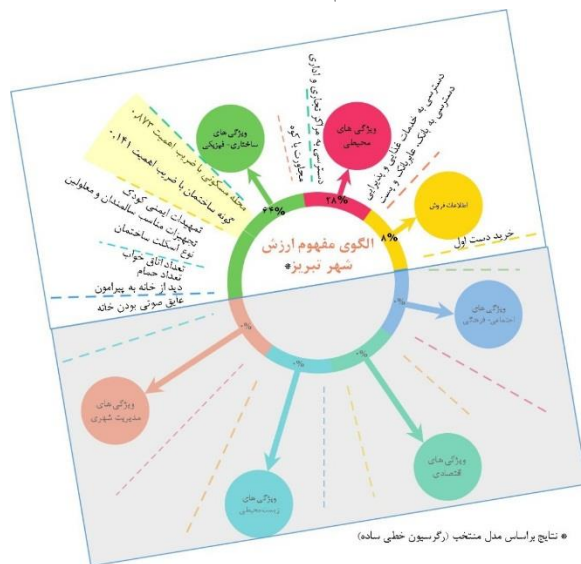 محله مسکونی با ضریب اهمیت ۰,۸۷۳
گونه ساختمان با ضریب اهمیت ۰,۱۴۱
تمهیدات ایمنی کودک
تجهیزات مناسب سالمندان و معلولین
نوع اسکلت ساختمان
تعداد اتاق خواب
تعداد حمام
دید از خانه به پیرامون
عایق صوتی بودن خانه
ویژگی های
ساختاری- فیزیکی
۶۴%
دسترسی به مراکز تجاری و اداری
مجاورت با کوه
ویژگی های
محیطی
۲۸%
دسترسی به خدمات غذایی و پذیرایی
دسترسی به بانک، عابربانک و پست
اطلاعات فروش
۸%
خرید دست اول
الگوی مفهوم ارزش
شهر تبریز*
ویژگی های
اجتماعی- فرهنگی
۰%
ویژگی های
اقتصادی
۰%
ویژگی های
زیست‌محیطی
۰%
ویژگی های
مدیریت شهری
۰%
* نتایج براساس مدل منتخب (رگرسیون خطی ساده)